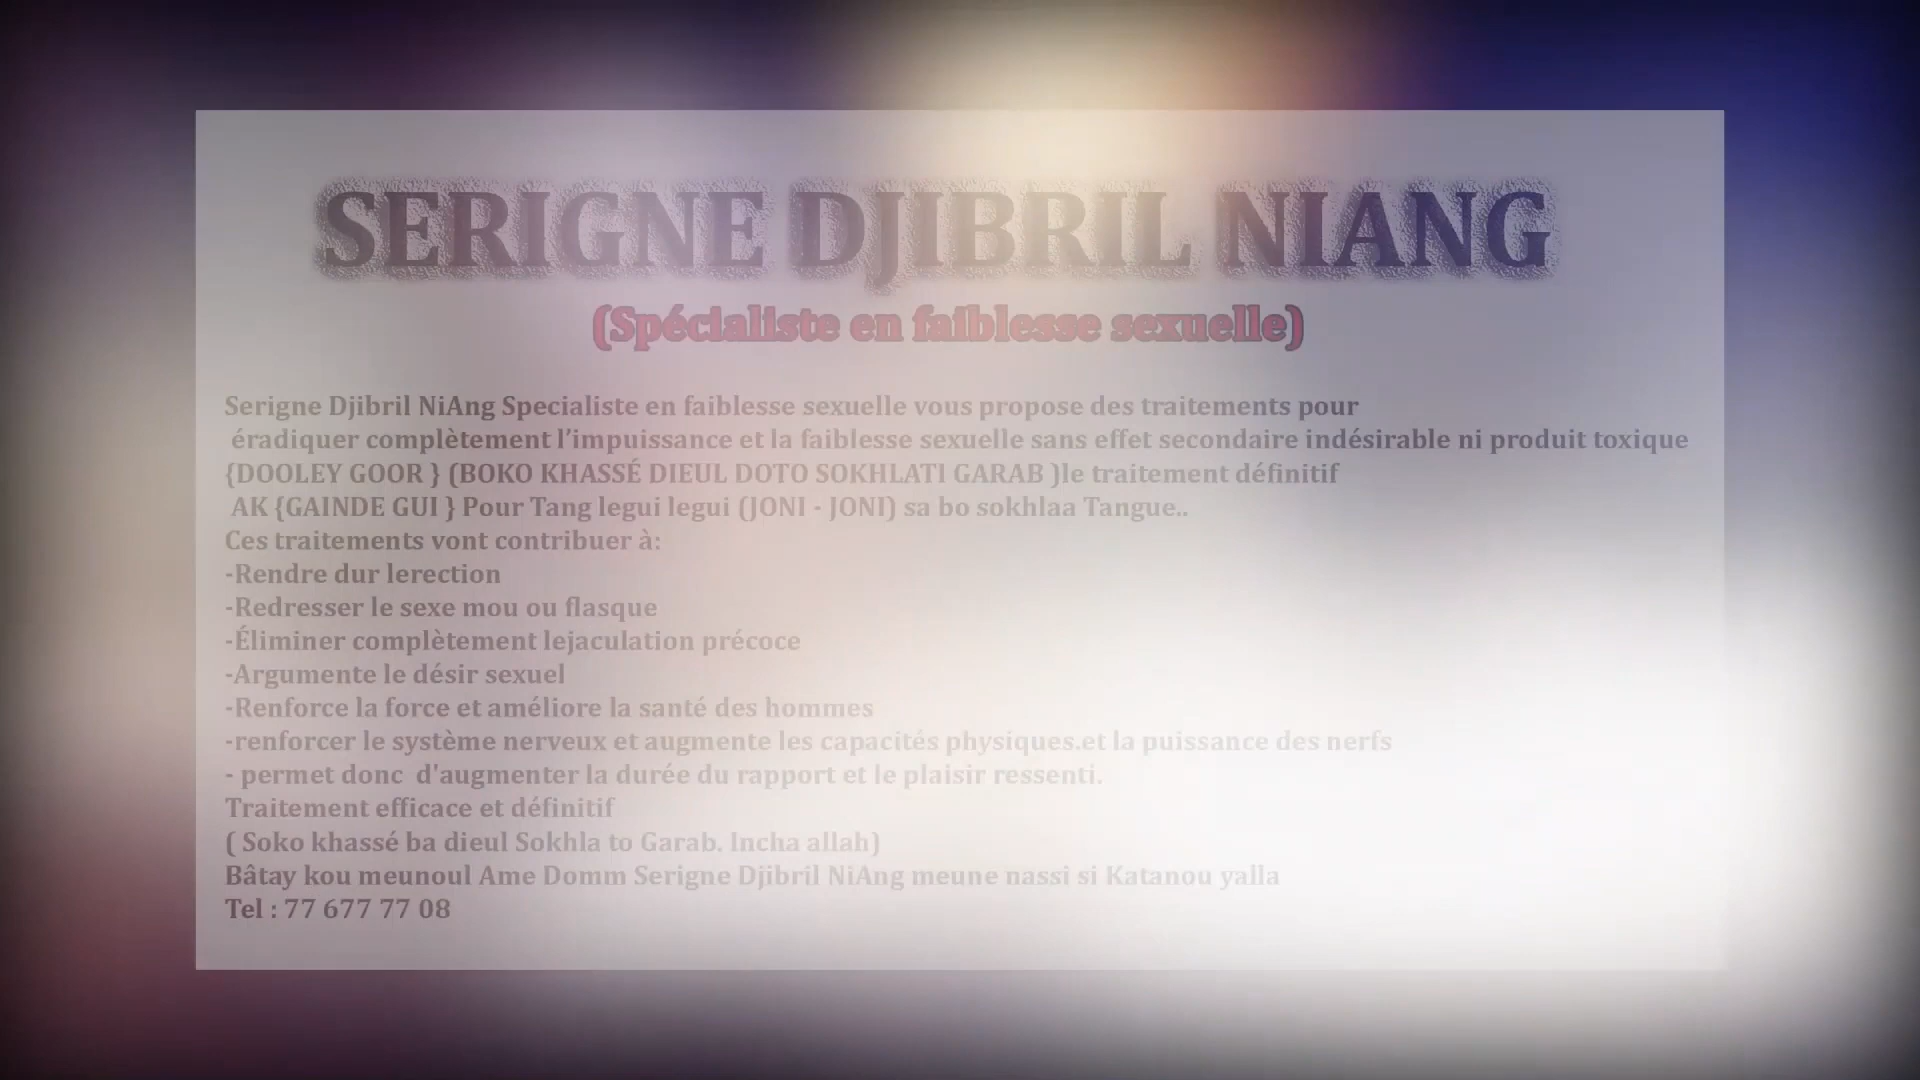 SERIGNE DJIBRIL NIANG
(Spécialiste en faiblesse sexuelle)
Serigne Djibril NiAng Specialiste en faiblesse sexuelle vous propose des traitements pour
éradiquer complètement l’impuissance et la faiblesse sexuelle sans effet secondaire indésirable ni produit toxique
{DOOLEY GOOR } (BOKO KHASSÉ DIEUL DOTO SOKHLATI GARAB )le traitement définitif
AK {GAINDE GUI } Pour Tang legui legui (JONI - JONI) sa bo sokhlaa Tangue..
Ces traitements vont contribuer à:
-Rendre dur lerection
-Redresser le sexe mou ou flasque
-Éliminer complètement lejaculation précoce
-Argumente le désir sexuel
-Renforce la force et améliore la santé des hommes
-renforcer le système nerveux et augmente les capacités physiques.et la puissance des nerfs
- permet donc  d'augmenter la durée du rapport et le plaisir ressenti.
Traitement efficace et définitif
( Soko khassé ba dieul Sokhla to Garab. Incha allah)
Bâtay kou meunoul Ame Domm Serigne Djibril NiAng meune nassi si Katanou yalla
Tel : 77 677 77 08